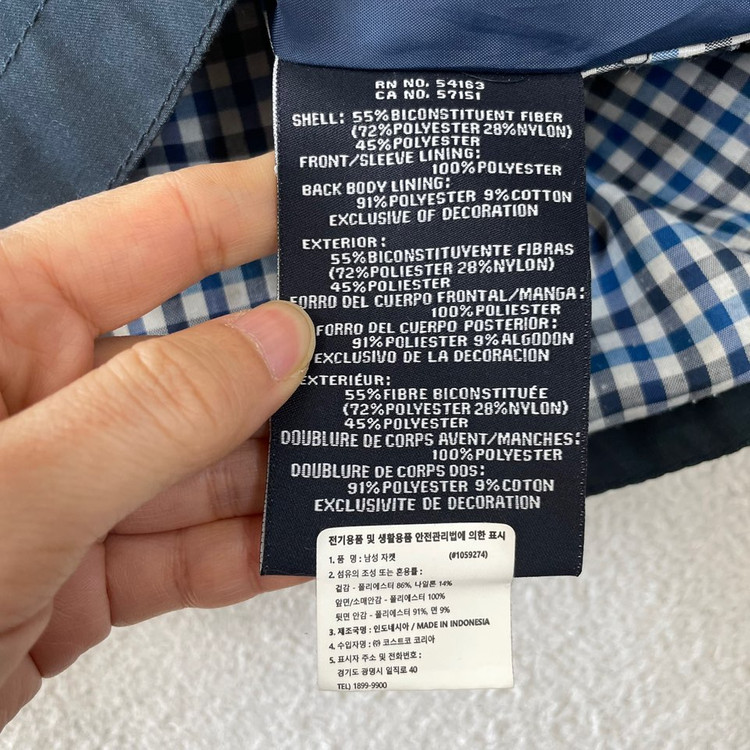 RN NO. 54163
CA NO. 57151
SHELL: 55%BICONSTITUENT FIBER
(72%POLYESTER 28%NYLON)
45%POLYESTER
FRONT/SLEEVE LINING:
100%POLYESTER
BACK BODY LINING:
91%POLYESTER 9%COTTON
EXCLUSIVE OF DECORATION
EXTERIOR:
55%BICONSTITUYENTE FIBRAS
(72%POLIESTER 28%NYLON)
45%POLIESTER
FORRO DEL CUERPO FRONTAL/MANGA:
100%POLIESTER
FORRO DEL CUERPO POSTERIOR:
91%POLIESTER 9%ALGODON
EXCLUSIVO DE LA DECORACION
EXTERIÉUR:
55%FIBRE BICONSTITUÉE
(72%POLYESTER 28%NYLON)
45%POLYESTER
DOUBLURE DE CORPS AVENT/MANCHES:
100%POLYESTER
DOUBLURE DE CORPS DOS:
91%POLYESTER 9%COTON
EXCLUSIVITE DE DECORATION
전기용품 및 생활용품 안전관리법에 의한 표시
1. 품 명 : 남성 자켓 (#1059274)
2. 섬유의 조성 또는 혼용률 :
겉감 - 폴리에스터 86%, 나일론 14%
앞면/소매안감 - 폴리에스터 100%
뒷면 안감 - 폴리에스터 91%, 면 9%
3. 제조국명 : 인도네시아 / MADE IN INDONESIA
4. 수입자명 : ㈜ 코스트코 코리아
5. 표시자 주소 및 전화번호 :
경기도 광명시 일직로 40
TEL) 1899-9900